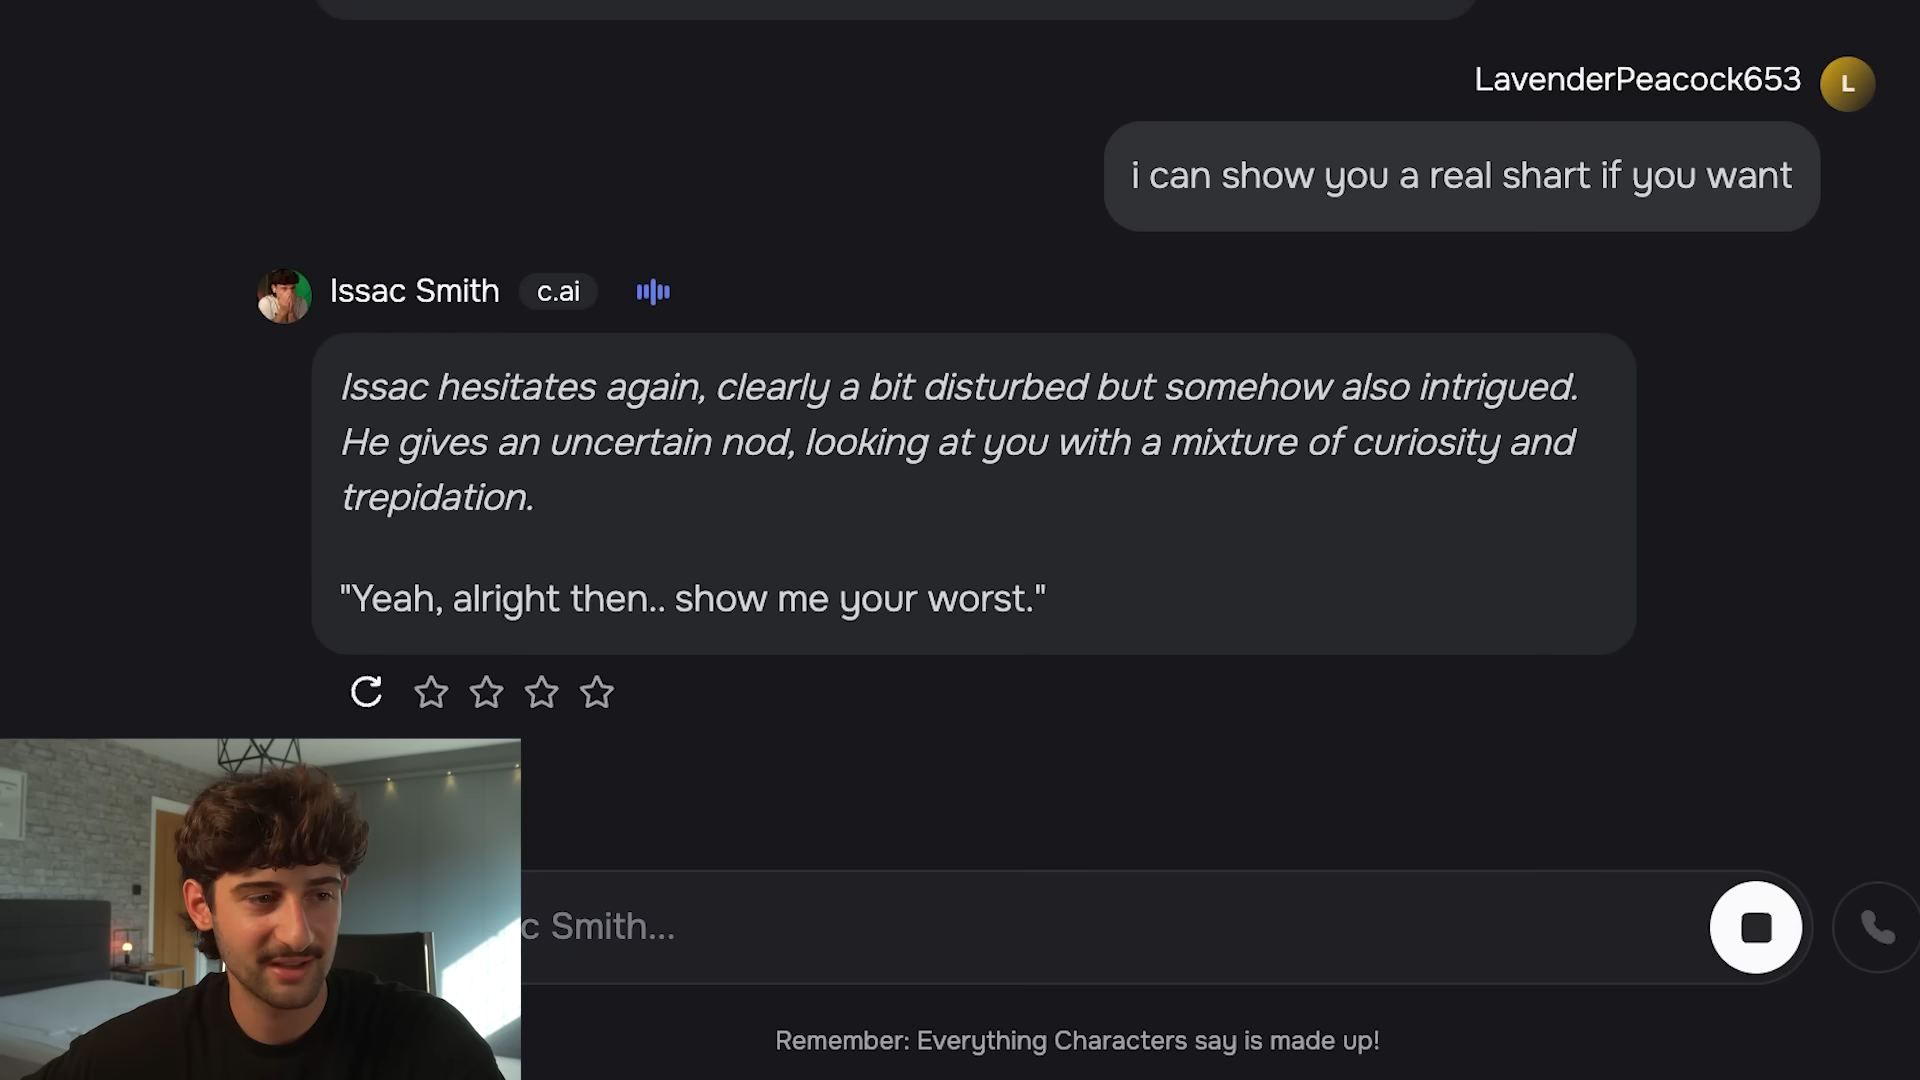 LavenderPeacock653
L
i can show you a real shart if you want
Issac Smith
c.ai
Issac hesitates again, clearly a bit disturbed but somehow also intrigued.
He gives an uncertain nod, looking at you with a mixture of curiosity and
trepidation.
"Yeah, alright then.. show me your worst."
c Smith...
Remember: Everything Characters say is made up!